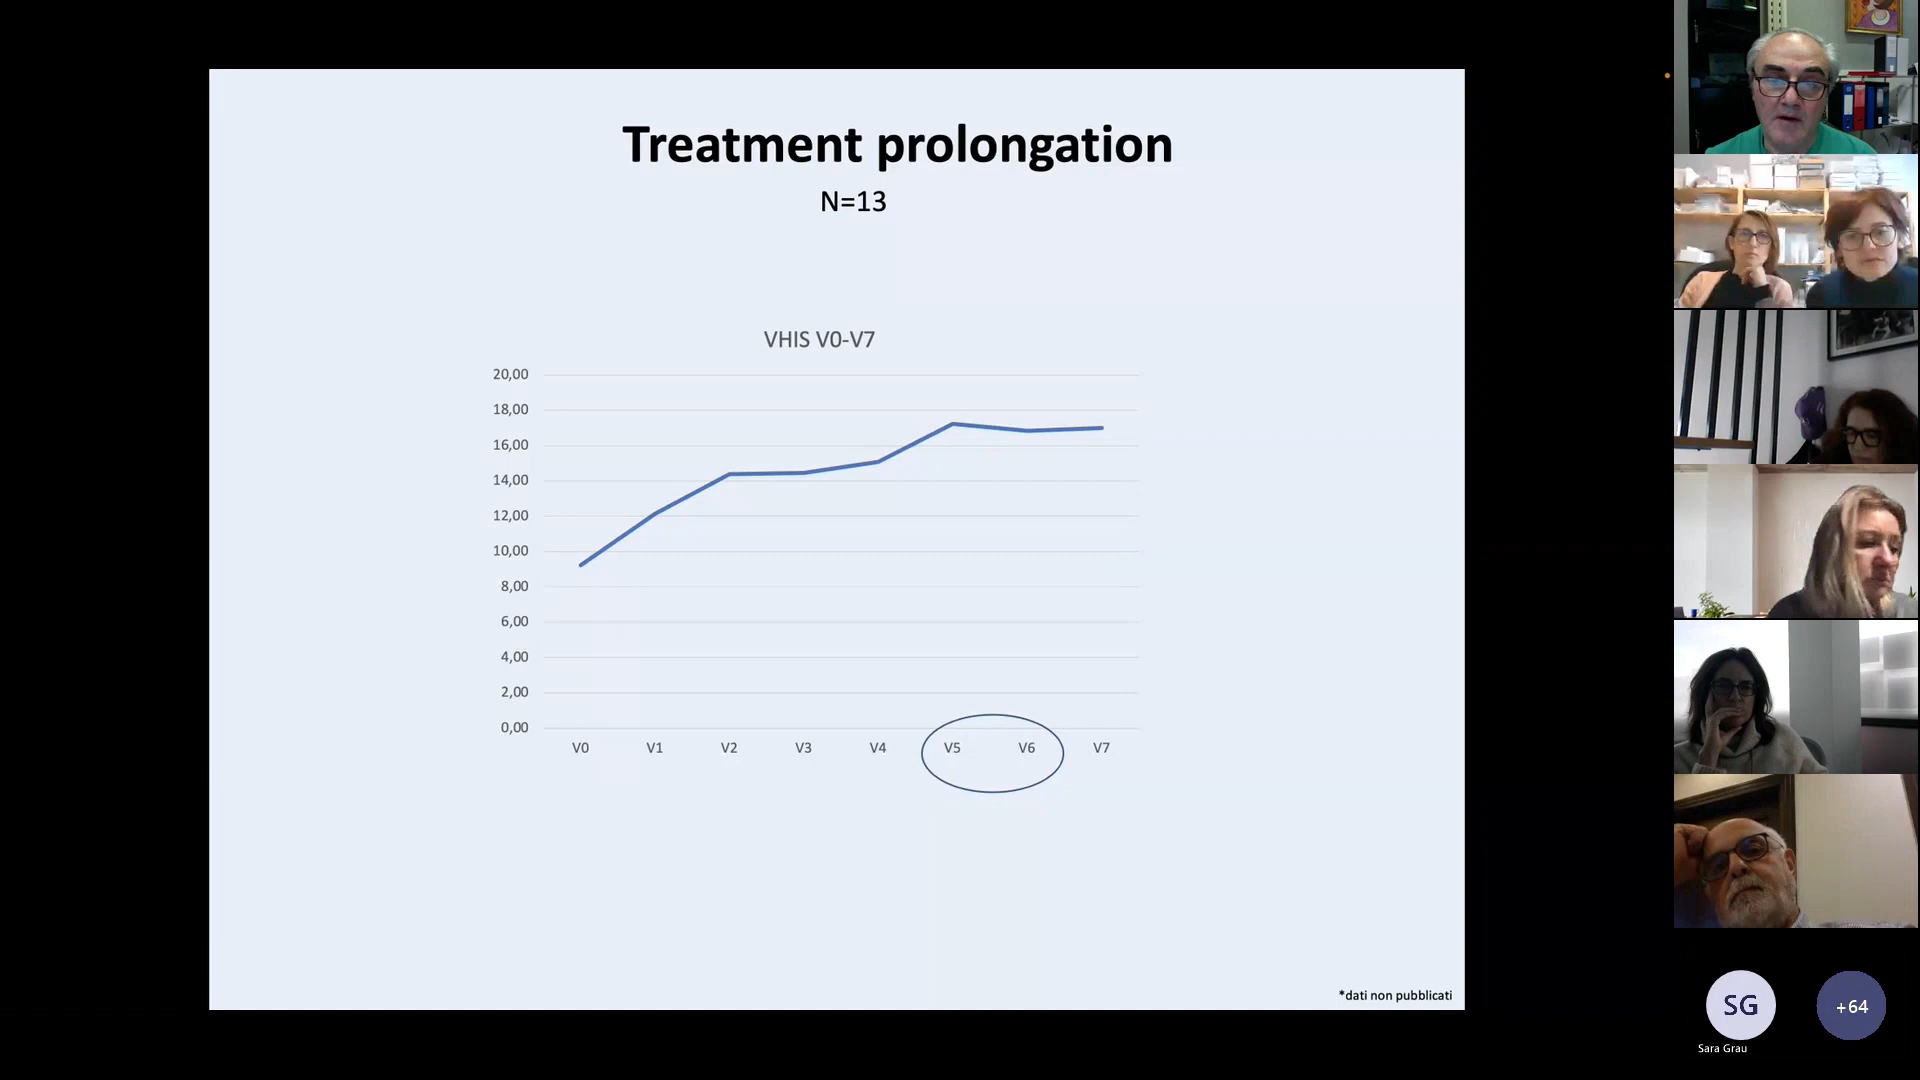 Treatment prolongation
N=13
VHIS V0-V7
20,00
18,00
16,00
14,00
12,00
10,00
8,00
6,00
4,00
2,00
0,00
V0 V1 V2 V3 V4 V5 V6 V7
*dati non pubblicati
SG
+64
Sara Grau